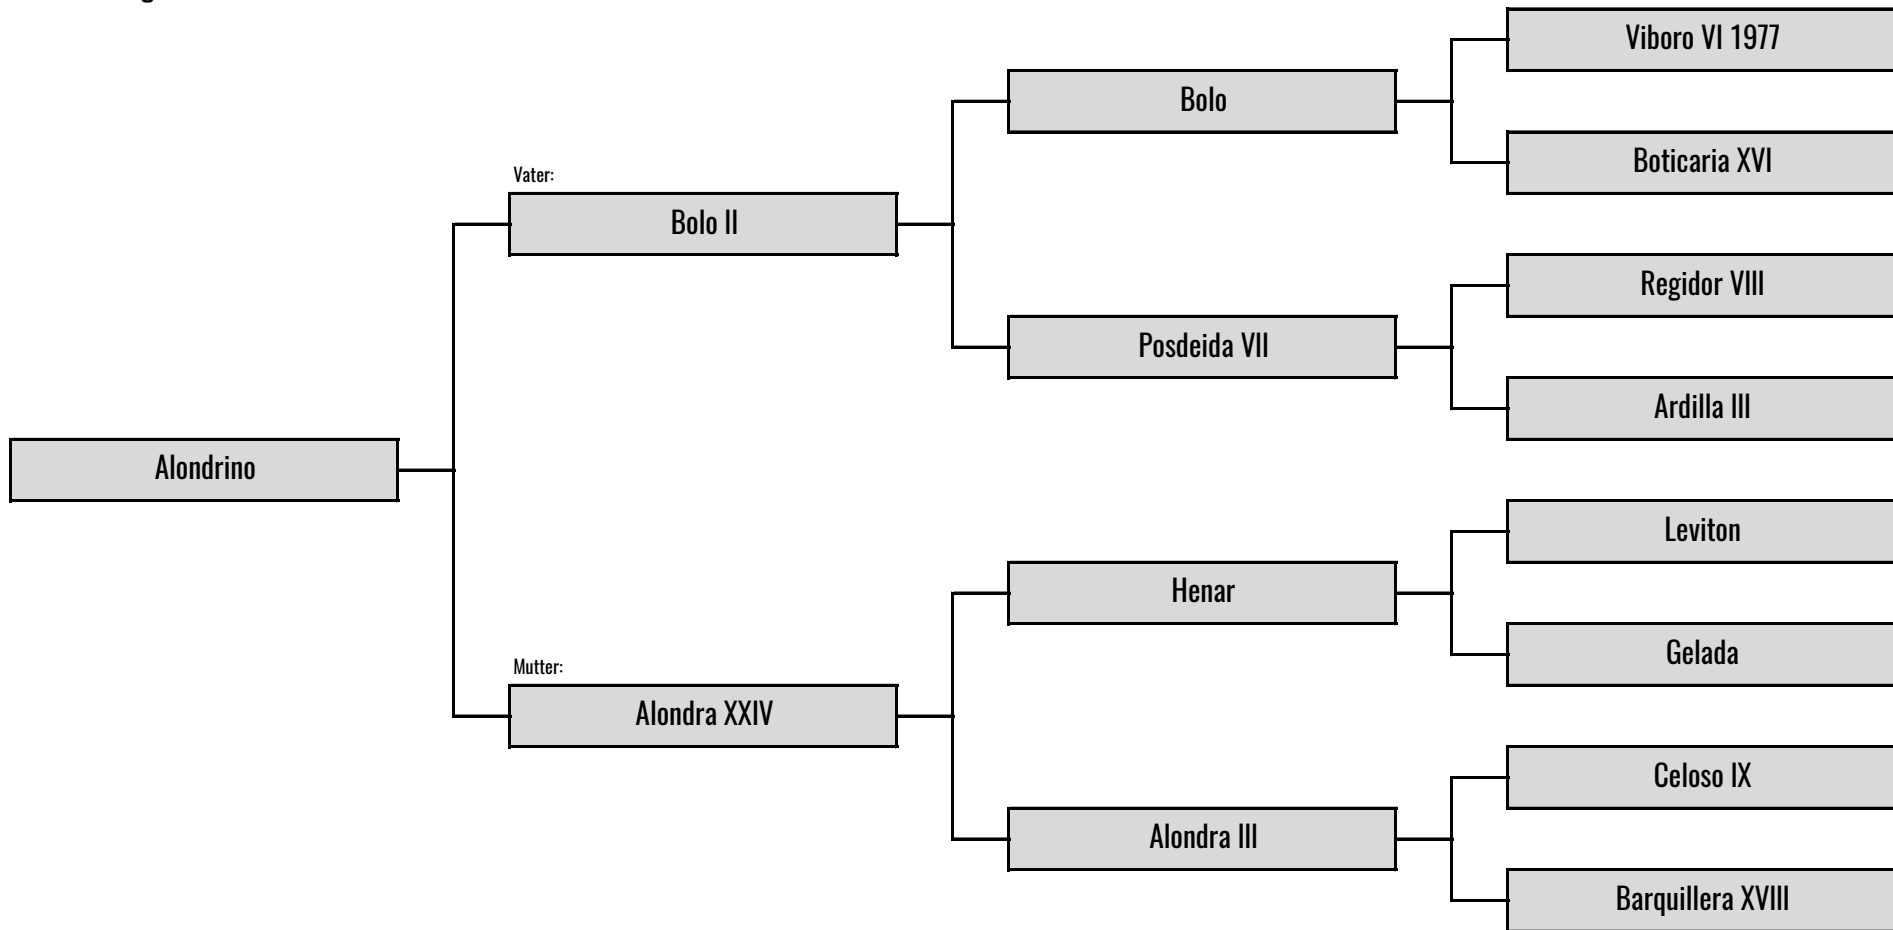 Viboro VI 1977
Bolo
Boticaria XVI
Vater:
Bolo II
Regidor VIII
Posdeida VII
Ardilla III
Alondrino
Leviton
Henar
Gelada
Mutter:
Alondra XXIV
Celoso IX
Alondra III
Barquillera XVIII